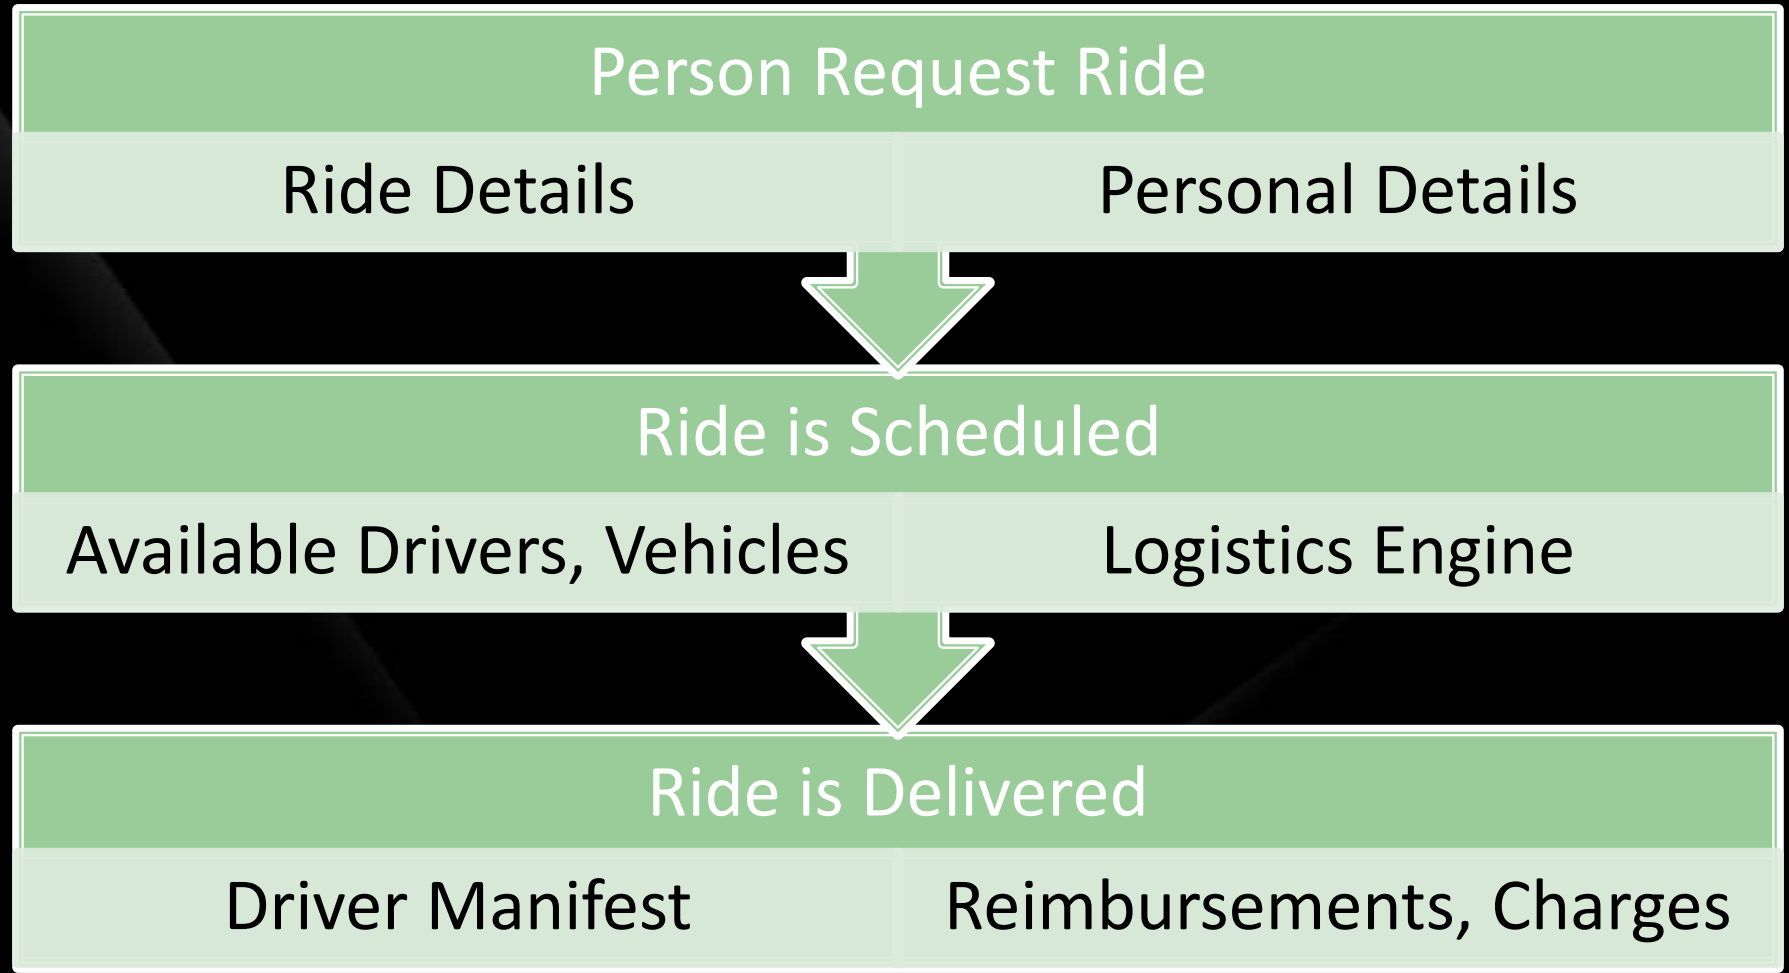 Person Request Ride
Ride Details
Personal Details
Ride is Scheduled
Available Drivers, Vehicles
Logistics Engine
Ride is Delivered
Driver Manifest
Reimbursements, Charges